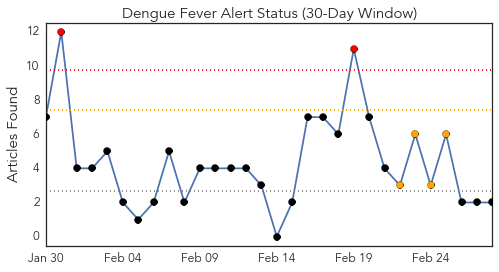 Dengue Fever Alert Status (30-Day Window)
Articles Found
12
10
8
6
4
2
0
Jan 30 Feb 04 Feb 09 Feb 14 Feb 19 Feb 24